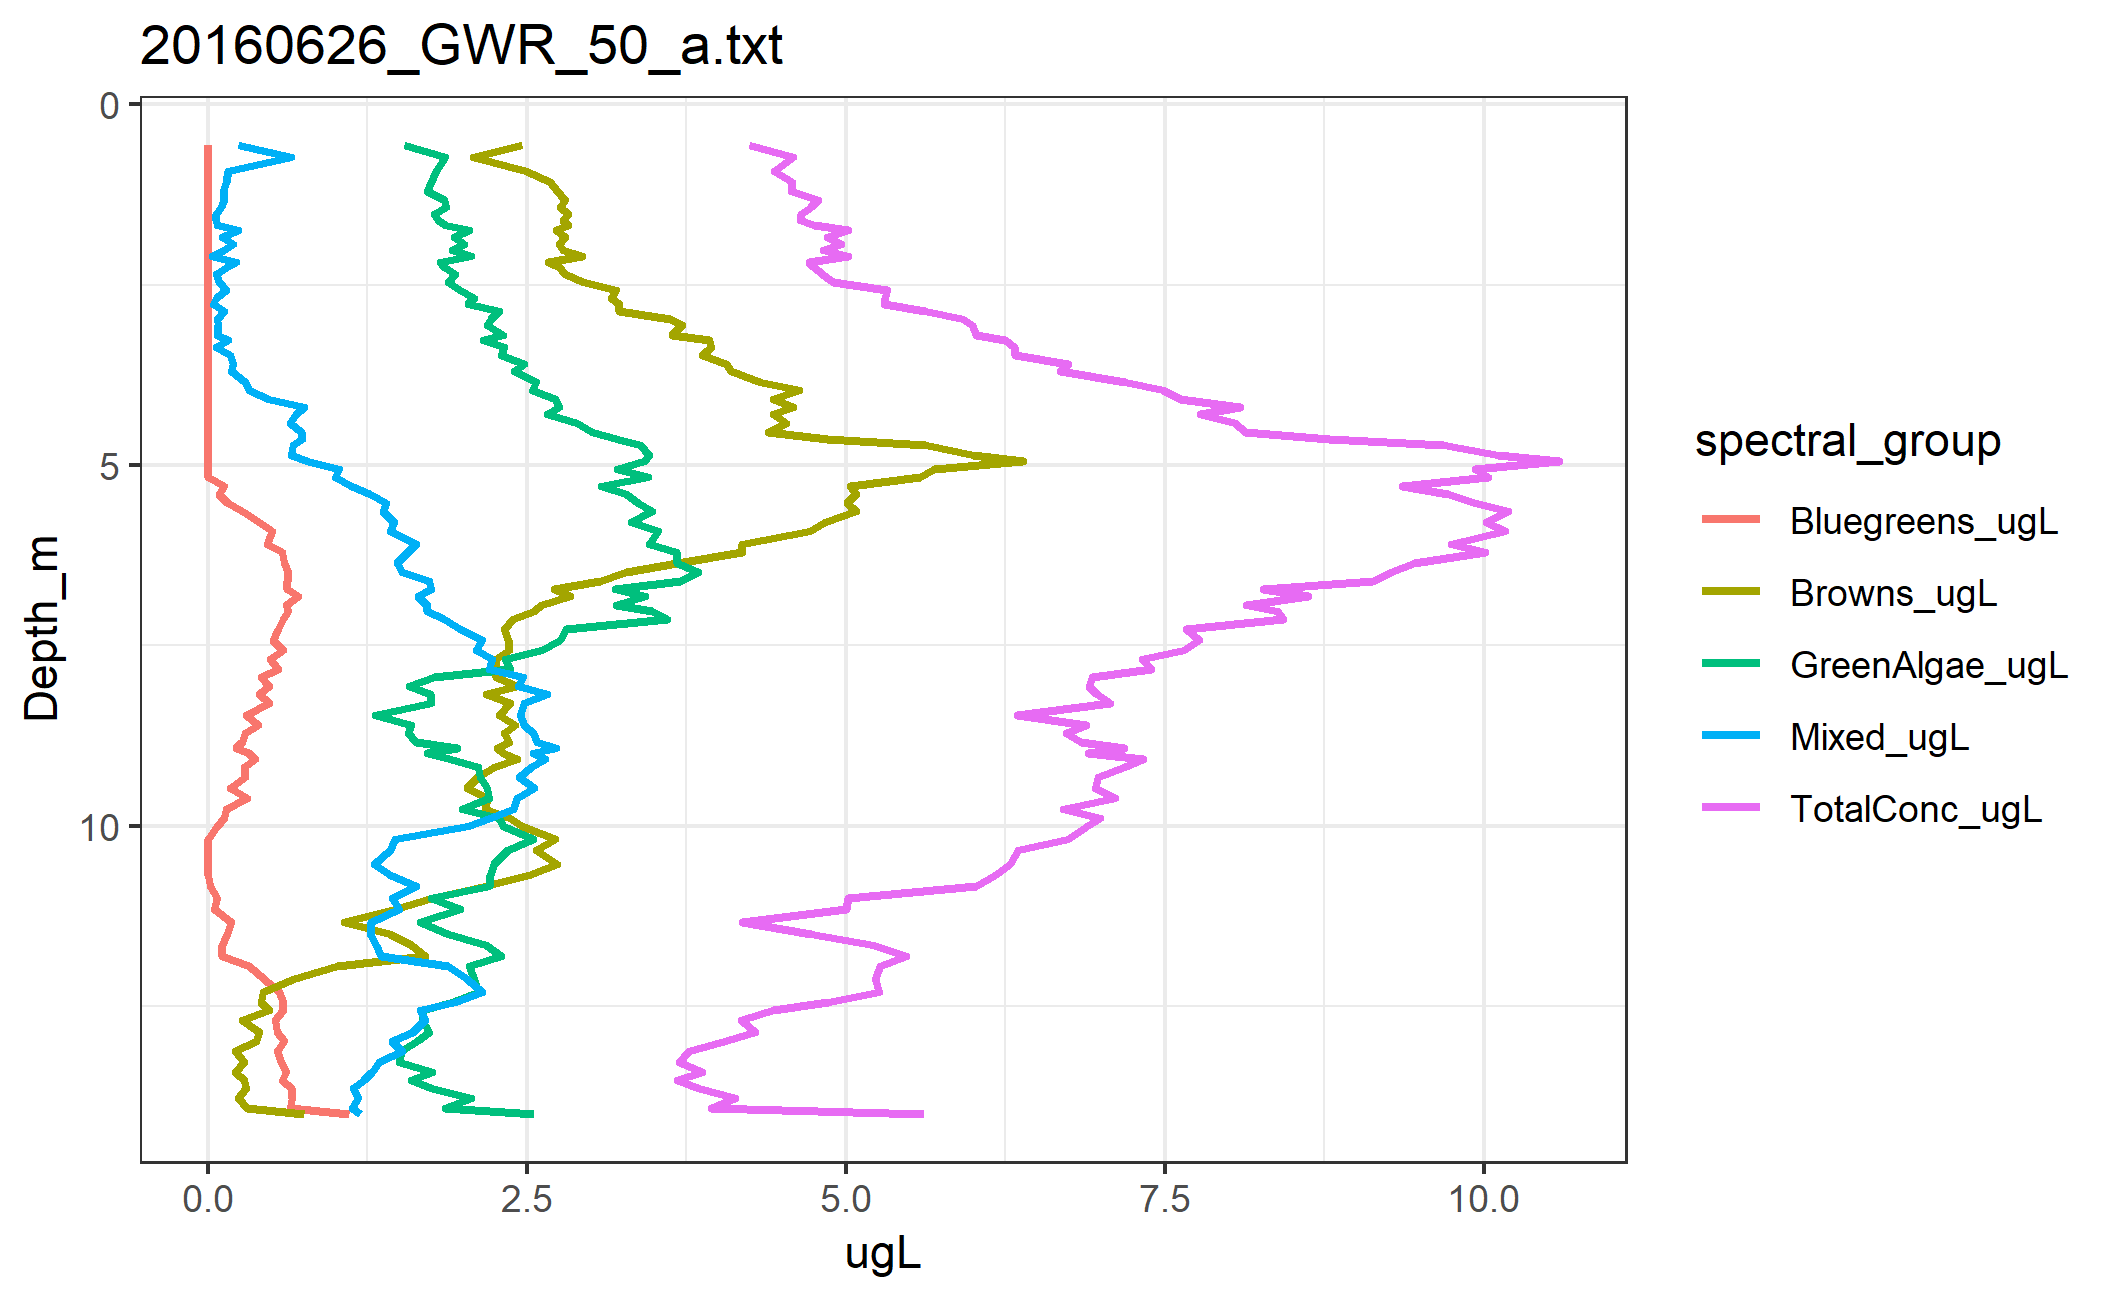 20160626_GWR_50_a.txt
0
5
10
Depth_m
0.0 2.5 5.0 7.5 10.0
ugL
spectral_group
Bluegreens_ugL
Browns_ugL
GreenAlgae_ugL
Mixed_ugL
TotalConc_ugL